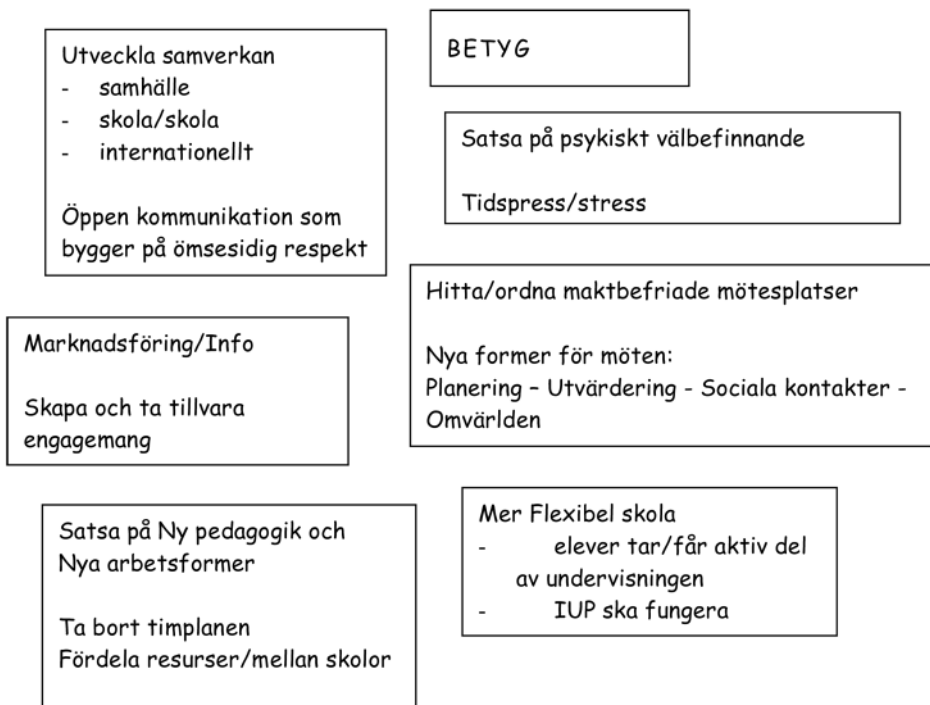 Utveckla samverkan
- samhälle
- skola/skola
- internationellt
Öppen kommunikation som
bygger på ömsesidig respekt
BETYG
Satsa på psykiskt välbefinnande
Tidspress/stress
Hitta/ordna maktbefriade mötesplatser
Nya former för möten:
Planering – Utvärdering - Sociala kontakter -
Omvärlden
Marknadsföring/Info
Skapa och ta tillvara
engagemang
Satsa på Ny pedagogik och
Nya arbetsformer
Ta bort timplanen
Fördela resurser/mellan skolor
Mer Flexibel skola
- elever tar/får aktiv del
av undervisningen
- IUP ska fungera